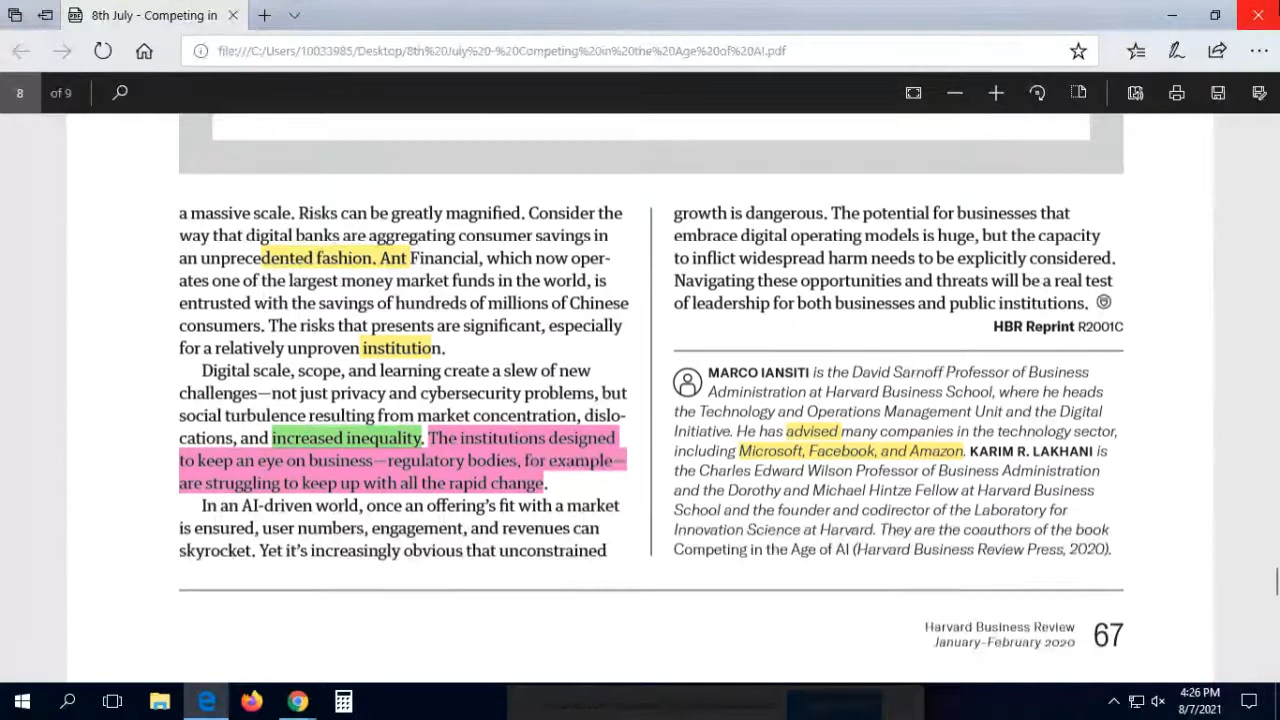 8th July - Competing in
file:///C:/Users/10033985/Desktop/8th%20July%20-%20Competing%20in%20the%20Age%20of%20AI.pdf
8 of 9
a massive scale. Risks can be greatly magnified. Consider the
way that digital banks are aggregating consumer savings in
an unprecedented fashion. Ant Financial, which now oper-
ates one of the largest money market funds in the world, is
entrusted with the savings of hundreds of millions of Chinese
consumers. The risks that presents are significant, especially
for a relatively unproven institution.
Digital scale, scope, and learning create a slew of new
challenges—not just privacy and cybersecurity problems, but
social turbulence resulting from market concentration, dislo-
cations, and increased inequality. The institutions designed
to keep an eye on business—regulatory bodies, for example—
are struggling to keep up with all the rapid change.
In an AI-driven world, once an offering's fit with a market
is ensured, user numbers, engagement, and revenues can
skyrocket. Yet it's increasingly obvious that unconstrained
growth is dangerous. The potential for businesses that
embrace digital operating models is huge, but the capacity
to inflict widespread harm needs to be explicitly considered.
Navigating these opportunities and threats will be a real test
of leadership for both businesses and public institutions.
HBR Reprint R2001C
MARCO IANSITI is the David Sarnoff Professor of Business
Administration at Harvard Business School, where he heads
the Technology and Operations Management Unit and the Digital
Initiative. He has advised many companies in the technology sector,
including Microsoft, Facebook, and Amazon. KARIM R. LAKHANI is
the Charles Edward Wilson Professor of Business Administration
and the Dorothy and Michael Hintze Fellow at Harvard Business
School and the founder and codirector of the Laboratory for
Innovation Science at Harvard. They are the coauthors of the book
Competing in the Age of AI (Harvard Business Review Press, 2020).
Harvard Business Review
January–February 2020
67
4:26 PM
8/7/2021